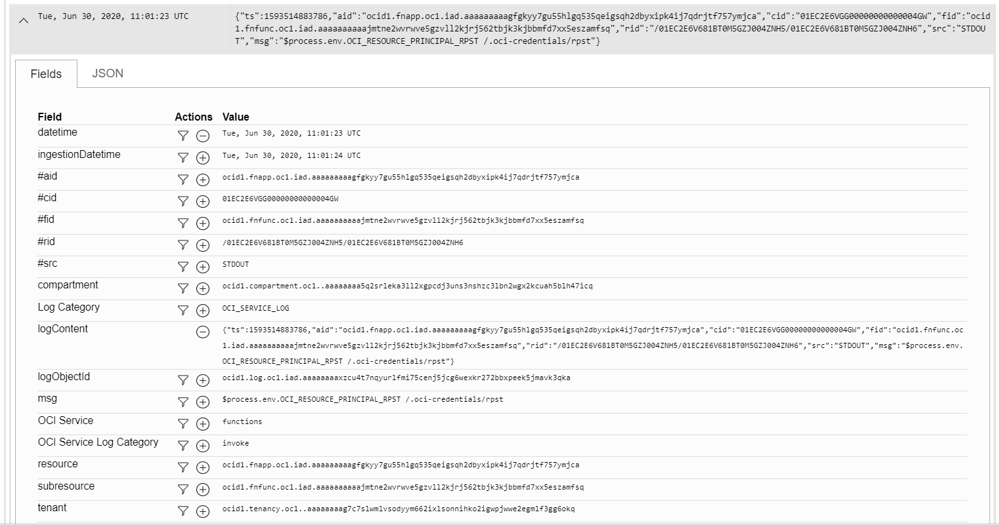 Tue, Jun 30, 2020, 11:01:23 UTC
{"ts":1593514883786,"aid":"ocid1.fnapp.oc1.iad.aaaaaaaaagfgkyy7gu55hlgq535qeigsqh2dbyxipk4ij7qdrjtf757ymjca","cid":"01EC2E6VGG00000000000004GW","fid":"ocid
1.fnfunc.oc1.iad.aaaaaaaaaajmtne2wvrwve5gzvll2kjrj562tbjk3kjbbmfd7xx5eszamfsq","rid":"/01EC2E6V681BT0M5GZJ004ZNH5/01EC2E6V681BT0M5GZJ004ZNH6","src":"STDOU
T","msg":"$process.env.OCI_RESOURCE_PRINCIPAL_RPST /.oci-credentials/rpst"}
Fields JSON
Field Actions Value
datetime Tue, Jun 30, 2020, 11:01:23 UTC
ingestionDatetime Tue, Jun 30, 2020, 11:01:24 UTC
#aid ocid1.fnapp.oc1.iad.aaaaaaaaagfgkyy7gu55hlgq535qeigsqh2dbyxipk4ij7qdrjtf757ymjca
#cid 01EC2E6VGG00000000000004GW
#fid ocid1.fnfunc.oc1.iad.aaaaaaaaaajmtne2wvrwve5gzvll2kjrj562tbjk3kjbbmfd7xx5eszamfsq
#rid /01EC2E6V681BT0M5GZJ004ZNH5/01EC2E6V681BT0M5GZJ004ZNH6
#src STDOUT
compartment ocid1.compartment.oc1..aaaaaaaa5q2srleka3ll2xgpcdj3uns3nshzc3lbn2wgx2kcuah5blh47icq
Log Category OCI_SERVICE_LOG
logContent {"ts":1593514883786,"aid":"ocid1.fnapp.oc1.iad.aaaaaaaaagfgkyy7gu55hlgq535qeigsqh2dbyxipk4ij7qdrjtf757ymjca","cid":"01EC2E6VGG00000000000004GW","fid":"ocid1.fnfunc.oc
1.iad.aaaaaaaaaajmtne2wvrwve5gzvll2kjrj562tbjk3kjbbmfd7xx5eszamfsq","rid":"/01EC2E6V681BT0M5GZJ004ZNH5/01EC2E6V681BT0M5GZJ004ZNH6","src":"STDOUT","msg":"$process.env.
OCI_RESOURCE_PRINCIPAL_RPST /.oci-credentials/rpst"}
logObjectId ocid1.log.oc1.iad.aaaaaaaaxzcu4t7nqyurlfmi75cenj5jcg6wexkr272bbxpeek5jmavk3qka
msg $process.env.OCI_RESOURCE_PRINCIPAL_RPST /.oci-credentials/rpst
OCI Service functions
OCI Service Log Category invoke
resource ocid1.fnapp.oc1.iad.aaaaaaaaagfgkyy7gu55hlgq535qeigsqh2dbyxipk4ij7qdrjtf757ymjca
subresource ocid1.fnfunc.oc1.iad.aaaaaaaaaajmtne2wvrwve5gzvll2kjrj562tbjk3kjbbmfd7xx5eszamfsq
tenant ocid1.tenancy.oc1..aaaaaaaag7c7slwmlvsodyym662ixlsonnihko2igwpjwwe2egmlf3gg6okq